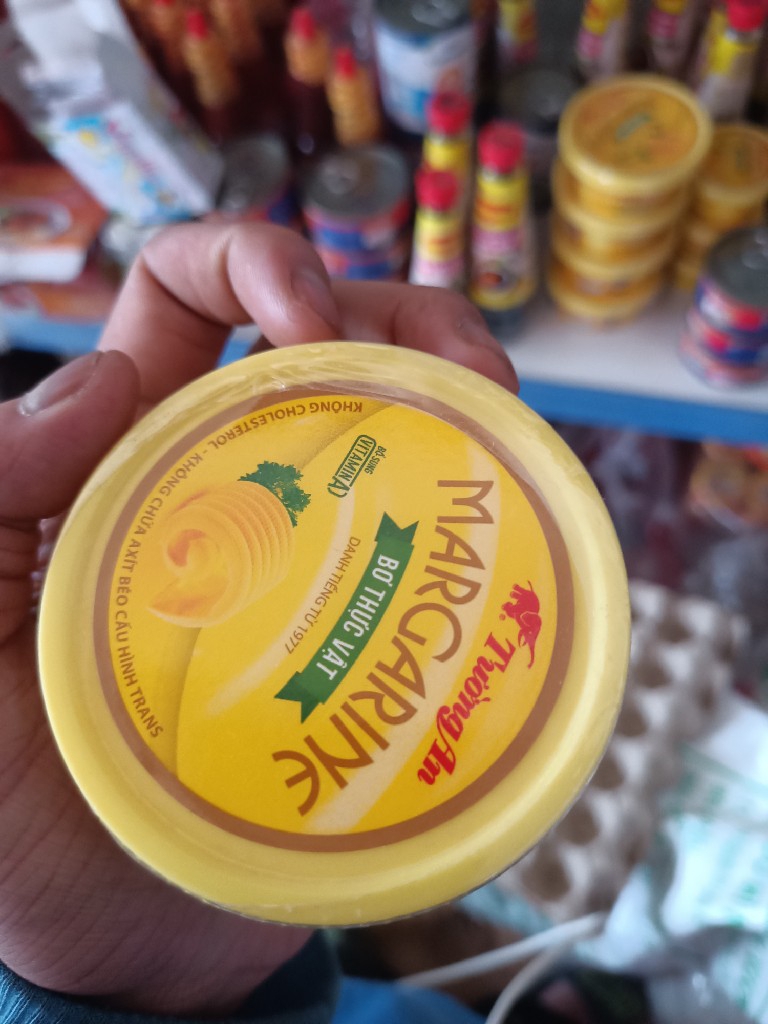 Tường An
MARGARINE
BƠ THỰC VẬT
DANH TIẾNG TỪ 1977
BỔ SUNG
VITAMIN A
KHÔNG CHOLESTEROL - KHÔNG CHỨA AXÍT BÉO CẤU HÌNH TRANS